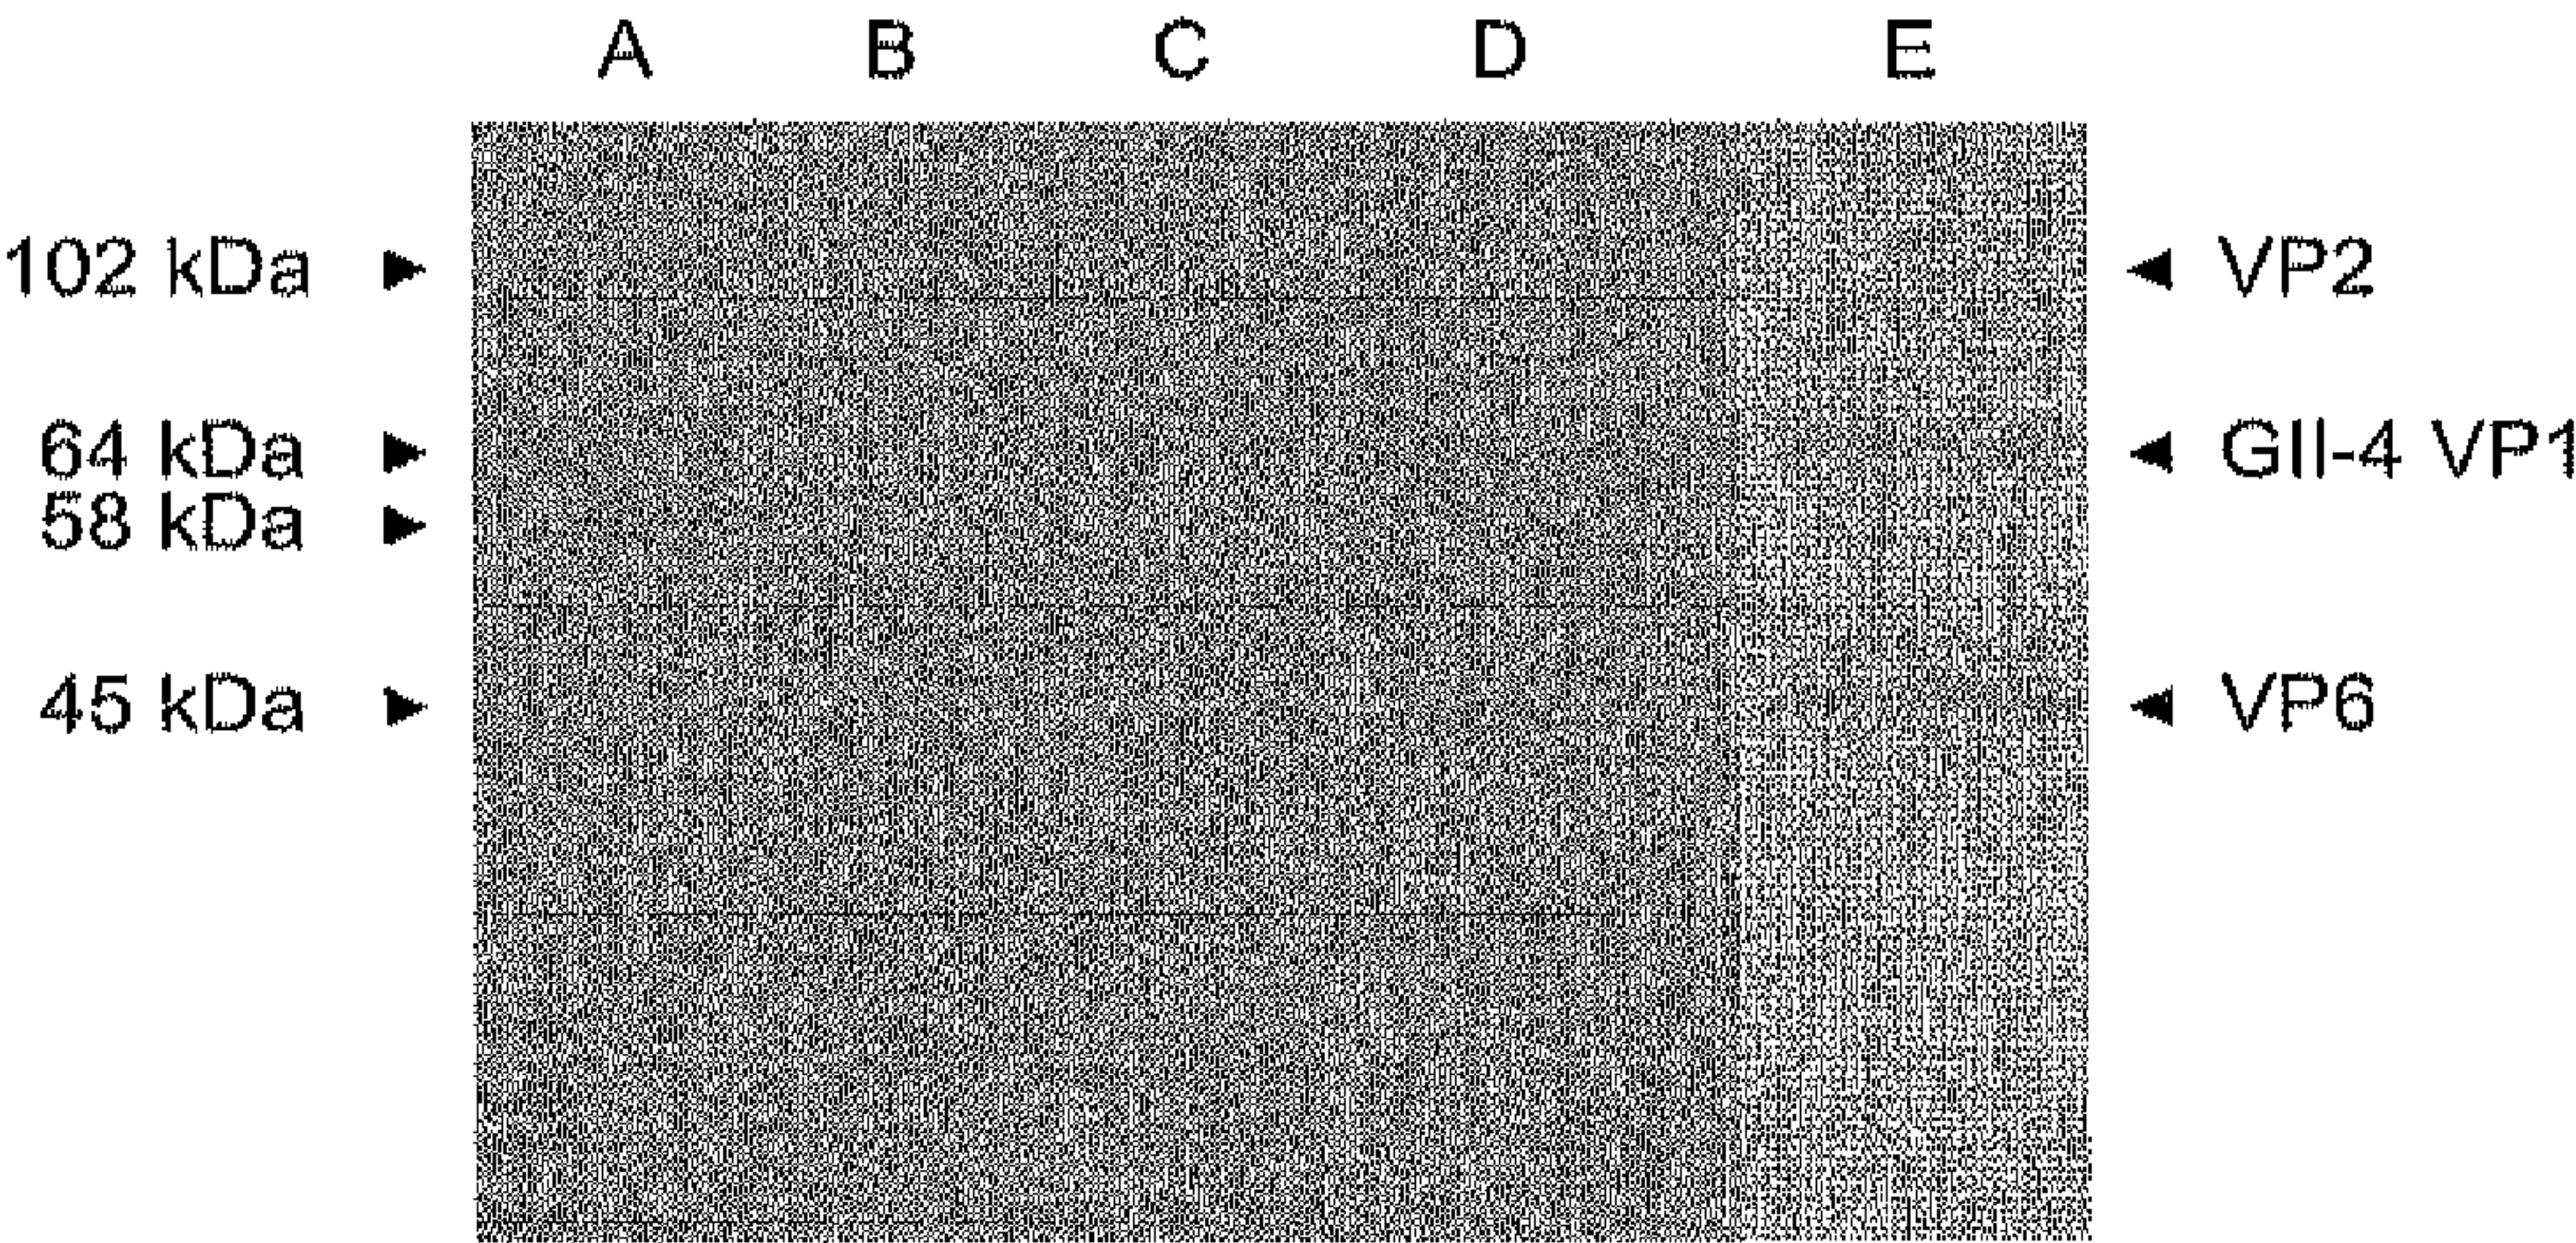 A B C D E
102 kDa ► ◄ VP2
64 kDa ► ◄ GII-4 VP1
58 kDa ►
45 kDa ► ◄ VP6